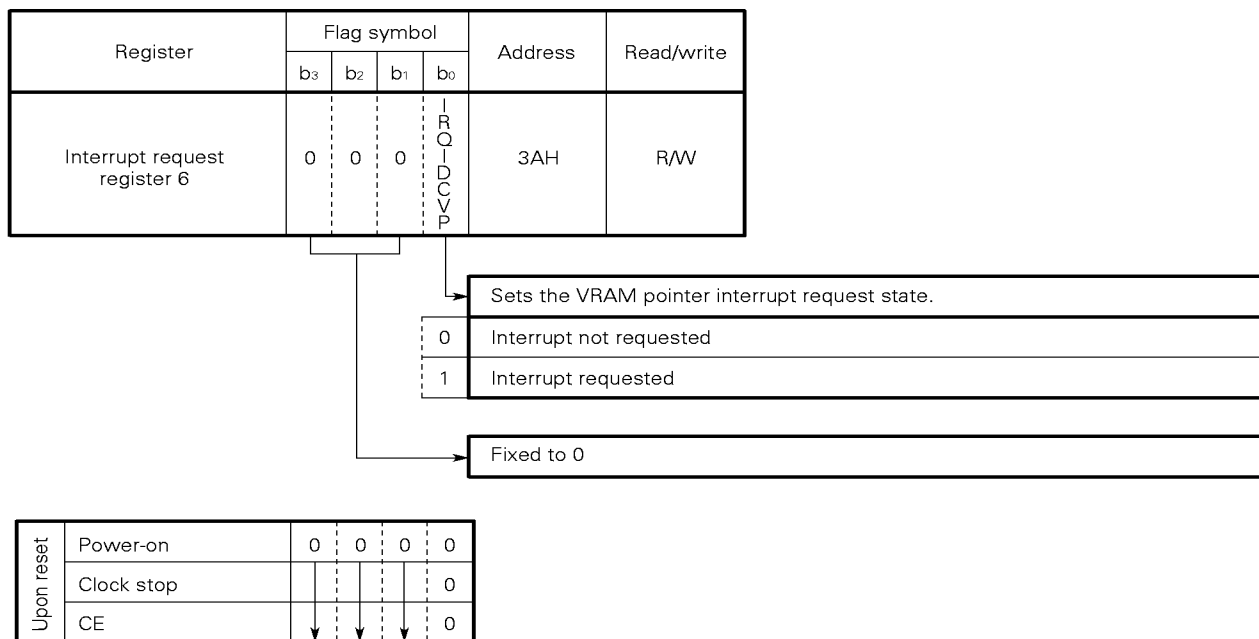 Register
Flag symbol
Address
Read/write
b3 b2 b1 b0
Interrupt request
register 6
0 0 0
IRQIDCVP
3AH
R/W
Sets the VRAM pointer interrupt request state.
0 Interrupt not requested
1 Interrupt requested
Fixed to 0
Upon reset
Power-on 0 0 0 0
Clock stop 0
CE 0